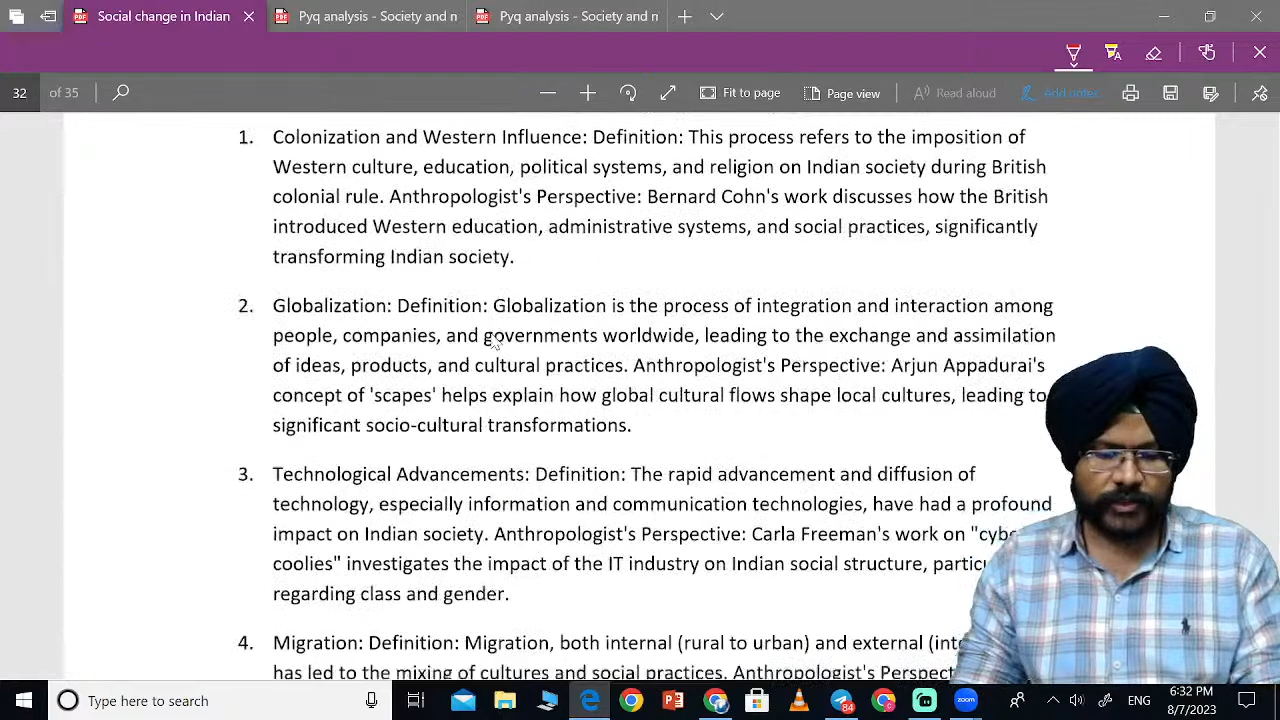 Social change in Indian
Pyq analysis - Society and n
Pyq analysis - Society and n
32 of 35
Fit to page
Page view
Read aloud
Add notes
1. Colonization and Western Influence: Definition: This process refers to the imposition of
Western culture, education, political systems, and religion on Indian society during British
colonial rule. Anthropologist's Perspective: Bernard Cohn's work discusses how the British
introduced Western education, administrative systems, and social practices, significantly
transforming Indian society.
2. Globalization: Definition: Globalization is the process of integration and interaction among
people, companies, and governments worldwide, leading to the exchange and assimilation
of ideas, products, and cultural practices. Anthropologist's Perspective: Arjun Appadurai's
concept of 'scapes' helps explain how global cultural flows shape local cultures, leading to
significant socio-cultural transformations.
3. Technological Advancements: Definition: The rapid advancement and diffusion of
technology, especially information and communication technologies, have had a profound
impact on Indian society. Anthropologist's Perspective: Carla Freeman's work on
coolies" investigates the impact of the IT industry on Indian social structure,
regarding class and gender.
4. Migration: Definition: Migration, both internal (rural to urban) and external
has led to the mixing of cultures and social practices. Anthropologist's
Type here to search
84
zoom
ENG
6:32 PM
8/7/2023